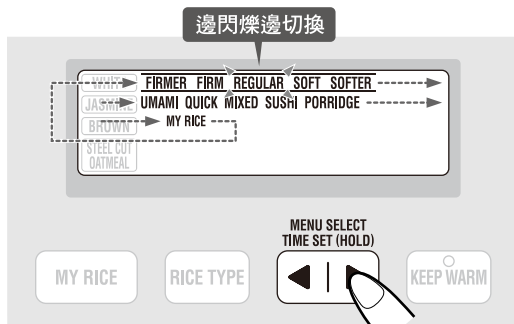 邊閃爍邊切換
WHITE FIRMER FIRM REGULAR SOFT SOFTER
JASMINE UMAMI QUICK MIXED SUSHI PORRIDGE
BROWN MY RICE
STEEL CUT
OATMEAL
MENU SELECT
TIME SET (HOLD)
MY RICE RICE TYPE KEEP WARM